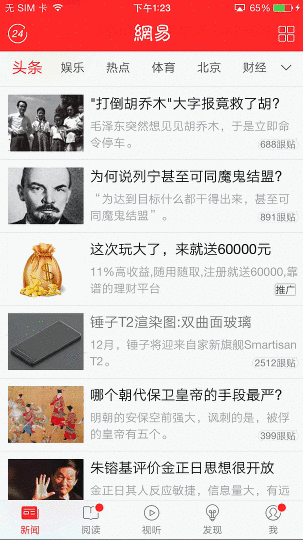 无 SIM 卡
下午1:23
65%
24
網易
头条 娱乐 热点 体育 北京 财经
"打倒胡乔木"大字报竟救了胡?
毛泽东突然想见见胡乔木，于是立即命
令停车。
688跟贴
为何说列宁甚至可同魔鬼结盟?
“为达到目标什么都干得出来，甚至可
同魔鬼结盟”。
891跟贴
这次玩大了，来就送60000元
11%高收益,随用随取,注册就送60000,靠
谱的理财平台
推广
锤子T2渲染图:双曲面玻璃
12月，锤子将迎来自家新旗舰Smartisan
T2。
2512跟贴
哪个朝代保卫皇帝的手段最严?
明朝的安保空前强大，讽刺的是，被俘
的皇帝有五个。
399跟贴
朱镕基评价金正日思想很开放
金正日其人反应敏捷，信息量大，有远
新闻 阅读 视听 发现 我